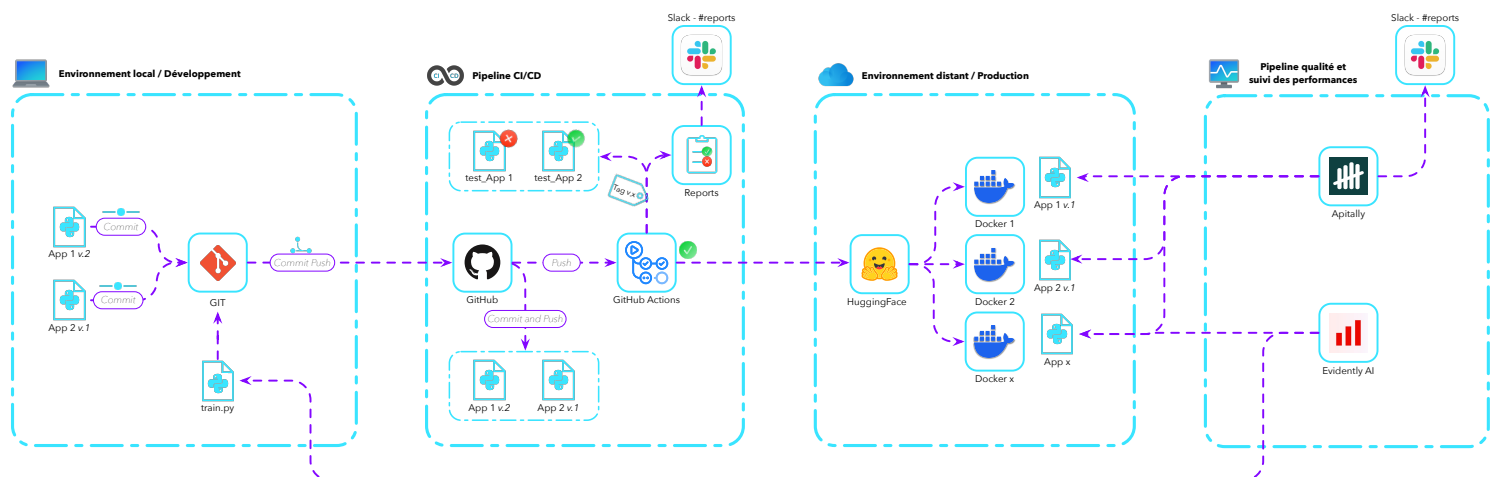 Environnement local / Développement
App 1 v.2
Commit
App 2 v.1
Commit
GIT
Commit Push
train.py
CI CD
Pipeline CI/CD
Slack - #reports
test_App 1
test_App 2
Tag v.x
Reports
GitHub
Push
GitHub Actions
Commit and Push
App 1 v.2
App 2 v.1
Environnement distant / Production
HuggingFace
Docker 1
App 1 v.1
Docker 2
App 2 v.1
Docker x
App x
Pipeline qualité et
suivi des performances
Slack - #reports
Apitally
Evidently AI